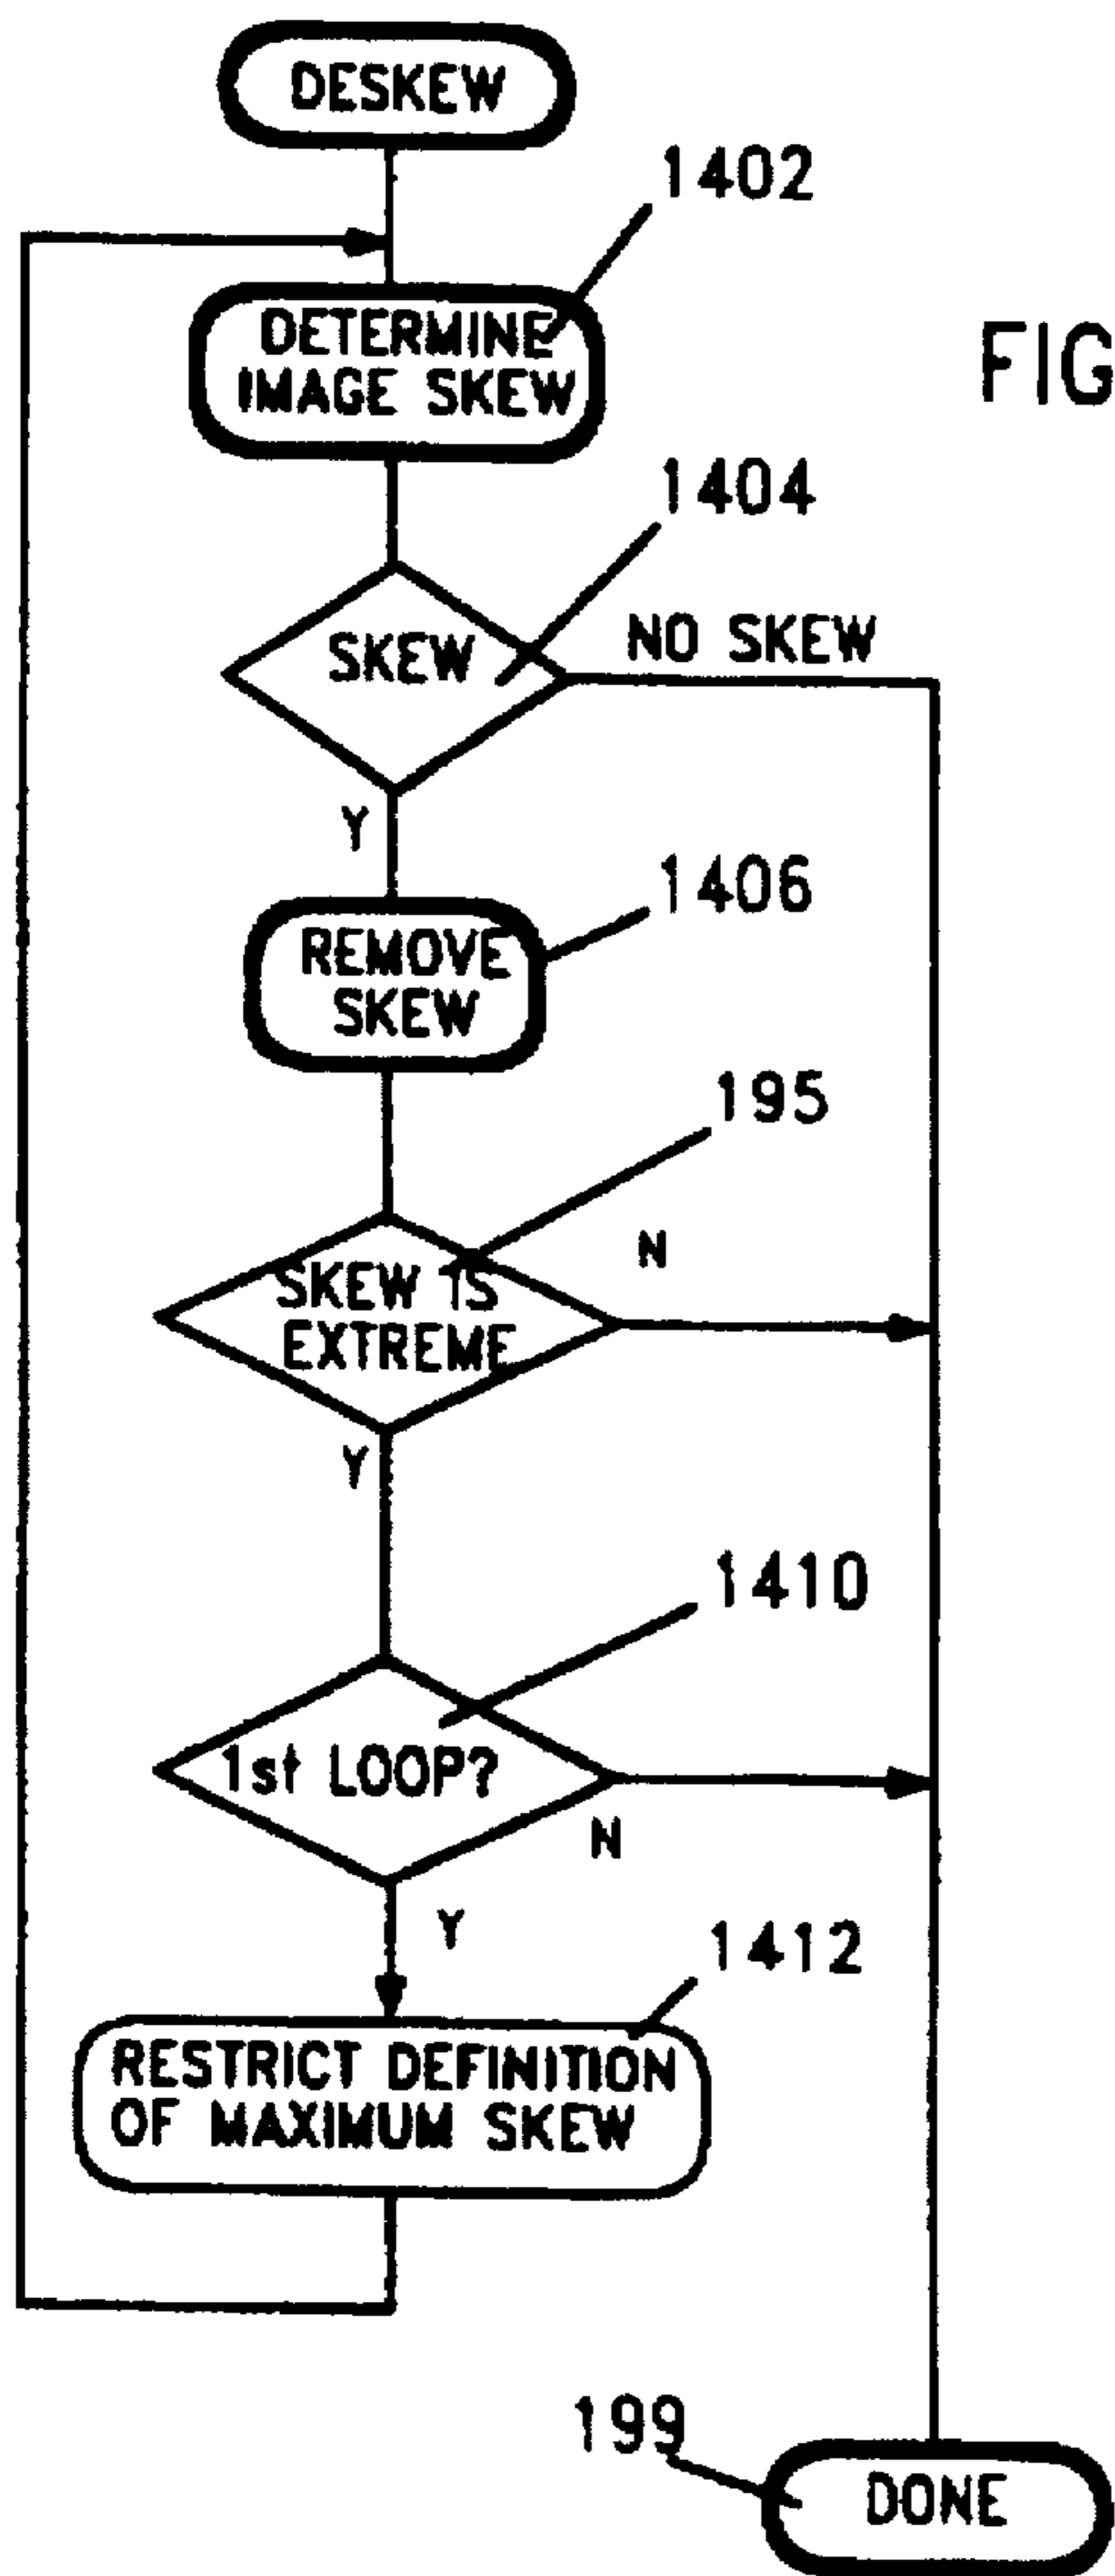 DESKEW
1402
DETERMINE
IMAGE SKEW
FIG
1404
SKEW
NO SKEW
Y
1406
REMOVE
SKEW
195
N
SKEW IS
EXTREME
Y
1410
1st LOOP?
N
Y
1412
RESTRICT DEFINITION
OF MAXIMUM SKEW
199
DONE